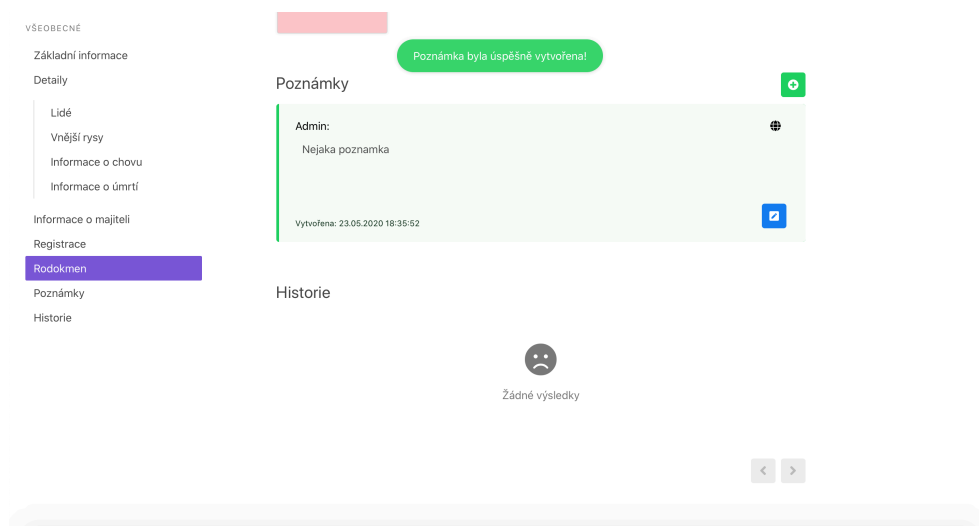 VŠEOBECNÉ
Základní informace
Detaily
Lidé
Vnější rysy
Informace o chovu
Informace o úmrtí
Informace o majiteli
Registrace
Rodokmen
Poznámky
Historie
Poznámka byla úspěšně vytvořena!
Poznámky
Admin:
Nejaka poznamka
Vytvořena: 23.05.2020 18:35:52
Historie
Žádné výsledky